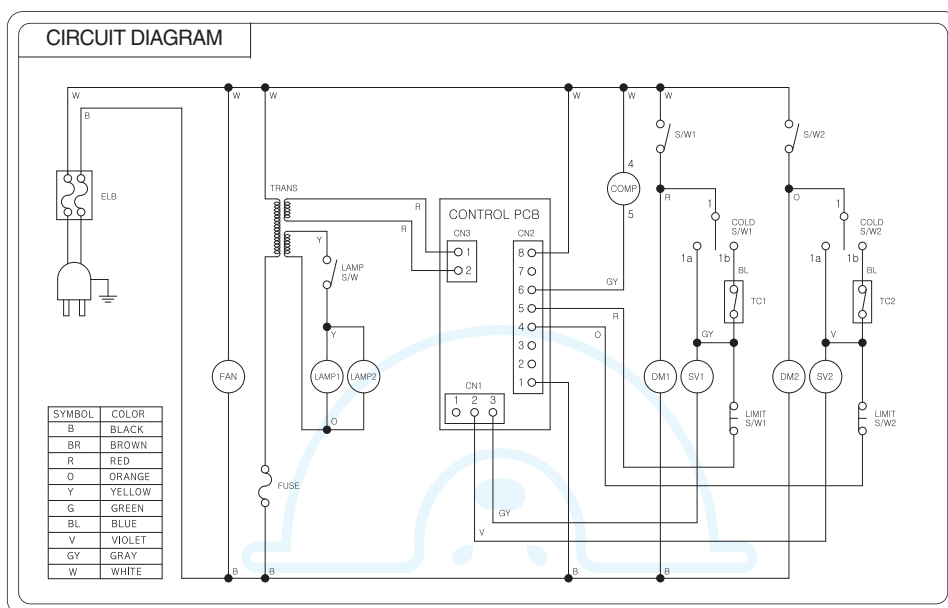 CIRCUIT DIAGRAM
W
B
W
W
W
W
W
W
ELB
TRANS
R
R
Y
LAMP
S/W
Y
LAMP1
LAMP2
O
FAN
FUSE
CONTROL PCB
CN3
1
2
CN2
8
7
6
5
4
3
2
1
CN1
1 2 3
GY
R
O
GY
V
4
COMP
5
S/W1
R
1
COLD
S/W1
1a
1b
BL
TC1
GY
DM1
SV1
LIMIT
S/W1
S/W2
O
1
COLD
S/W2
1a
1b
BL
TC2
V
DM2
SV2
LIMIT
S/W2
B
B
B
B
SYMBOL COLOR
B BLACK
BR BROWN
R RED
O ORANGE
Y YELLOW
G GREEN
BL BLUE
V VIOLET
GY GRAY
W WHITE